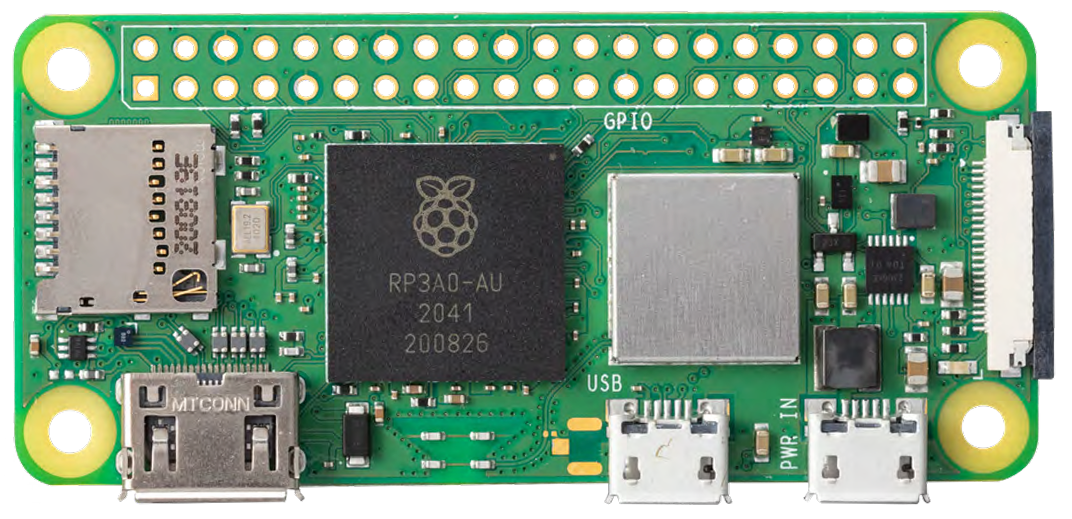 GPIO
RP3A0-AU
2041
200826
USB
MTCONN
PWR IN